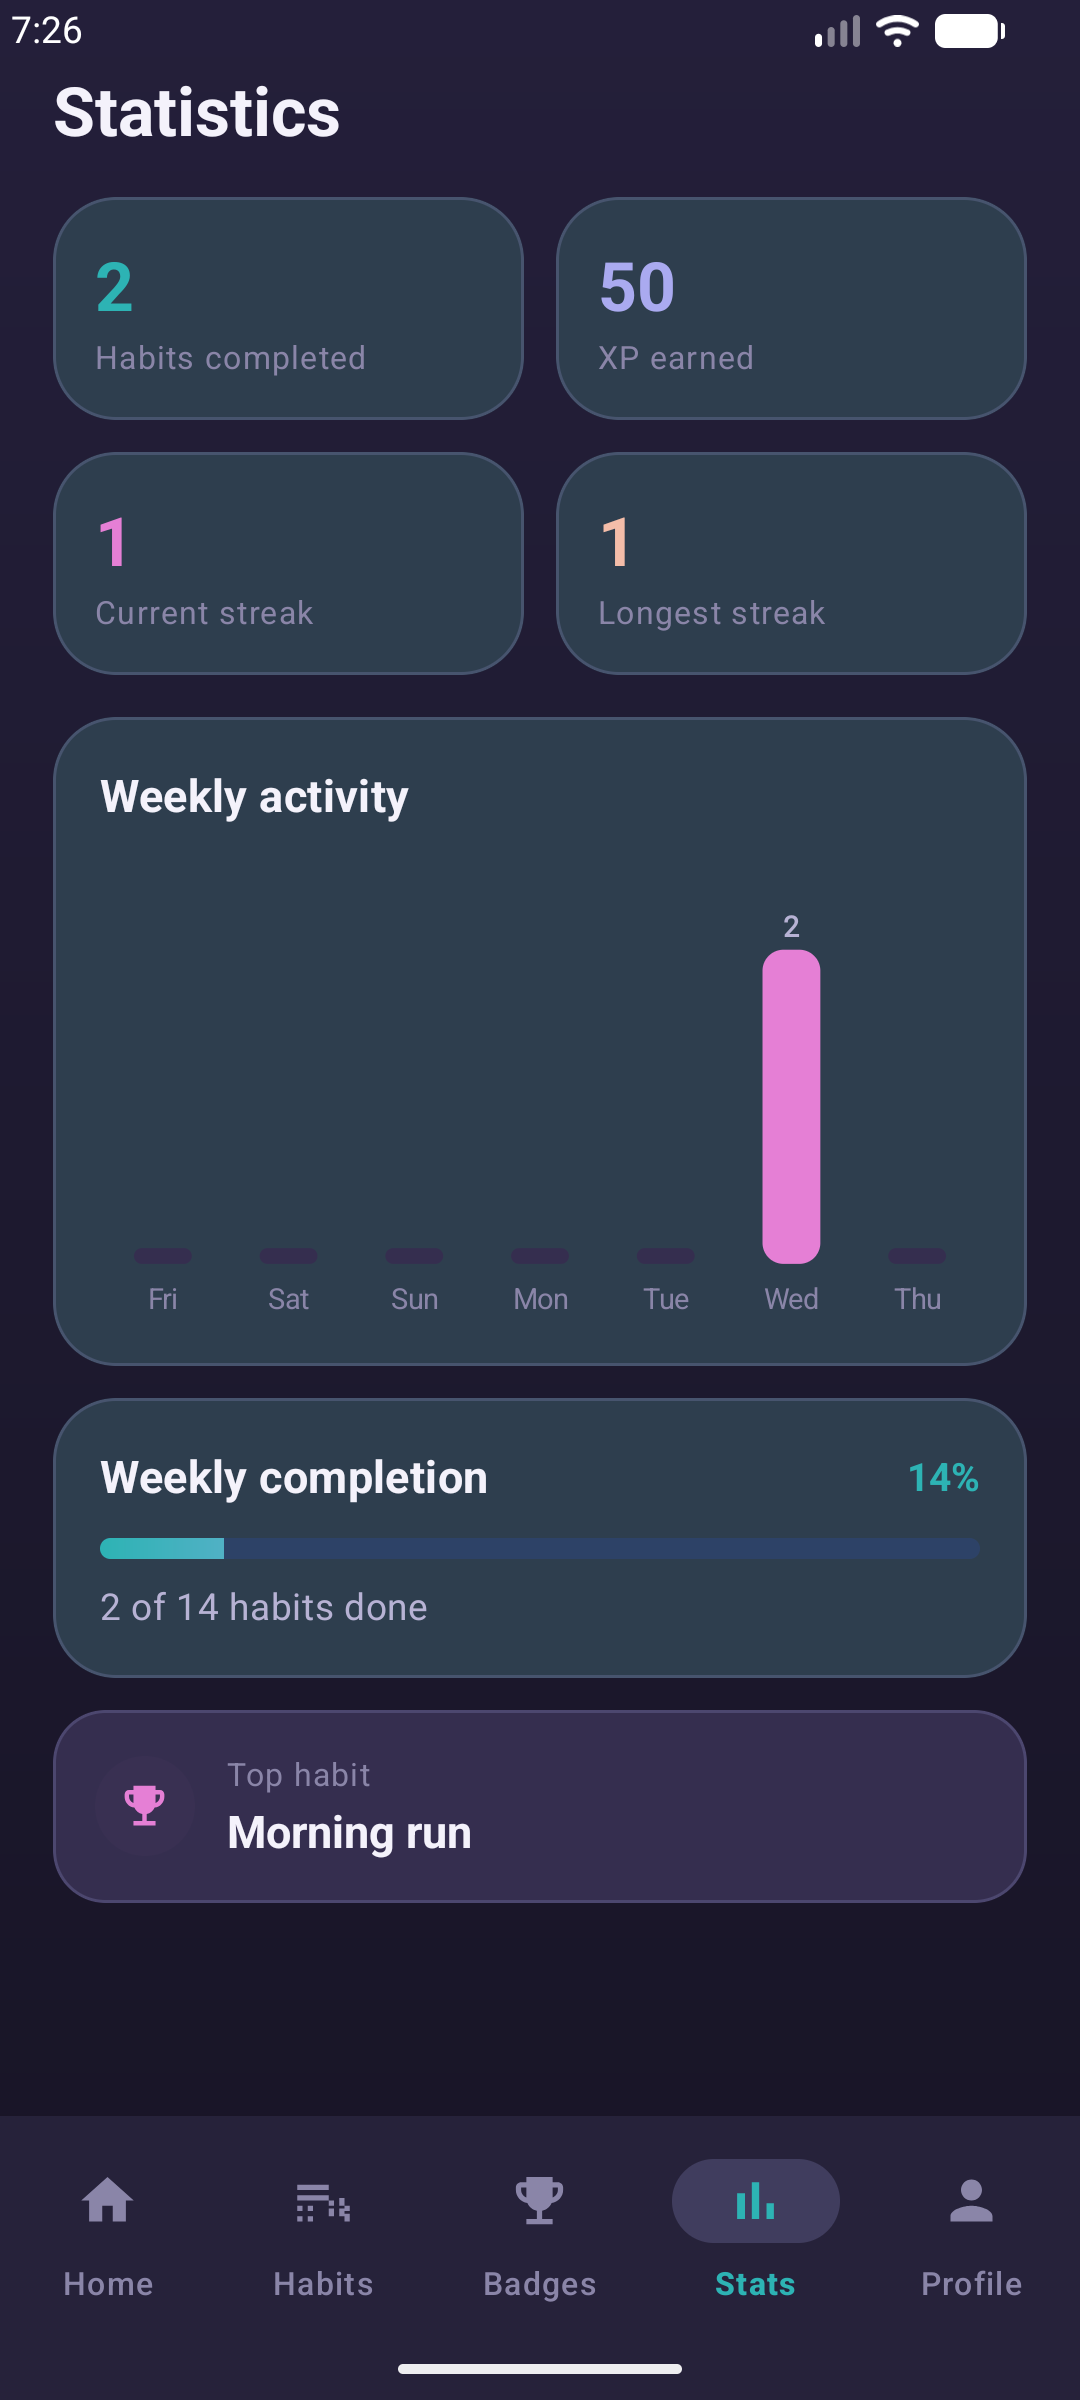 7:26
Statistics
2
Habits completed
50
XP earned
1
Current streak
1
Longest streak
Weekly activity
2
Fri Sat Sun Mon Tue Wed Thu
Weekly completion 14%
2 of 14 habits done
Top habit
Morning run
Home Habits Badges Stats Profile